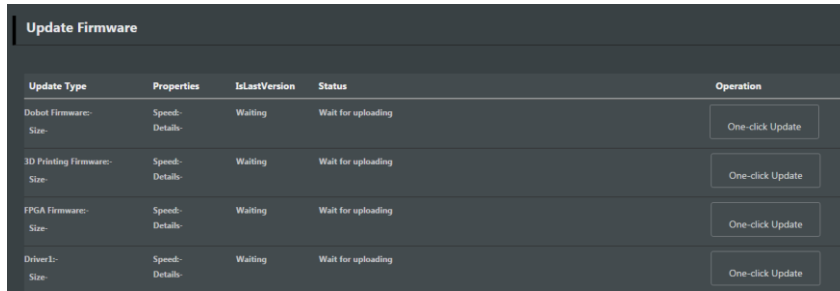 Update Firmware
Update Type Properties IsLastVersion Status Operation
Dobot Firmware:- Speed:- Waiting Wait for uploading
Size- Details- One-click Update
3D Printing Firmware:- Speed:- Waiting Wait for uploading
Size- Details- One-click Update
FPGA Firmware:- Speed:- Waiting Wait for uploading
Size- Details- One-click Update
Driver1:- Speed:- Waiting Wait for uploading
Size- Details- One-click Update